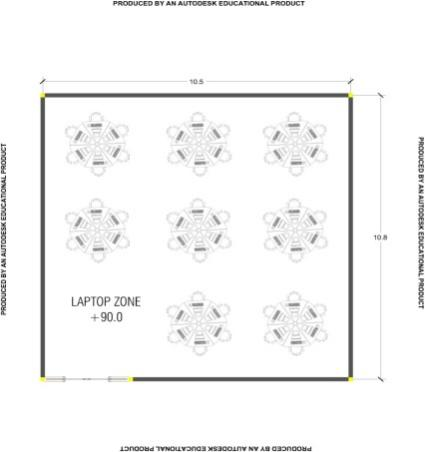 PRODUCED BY AN AUTODESK EDUCATIONAL PRODUCT
10.5
PRODUCED BY AN AUTODESK EDUCATIONAL PRODUCT
PRODUCED BY AN AUTODESK EDUCATIONAL PRODUCT
10.8
LAPTOP ZONE
+90.0
PRODUCED BY AN AUTODESK EDUCATIONAL PRODUCT